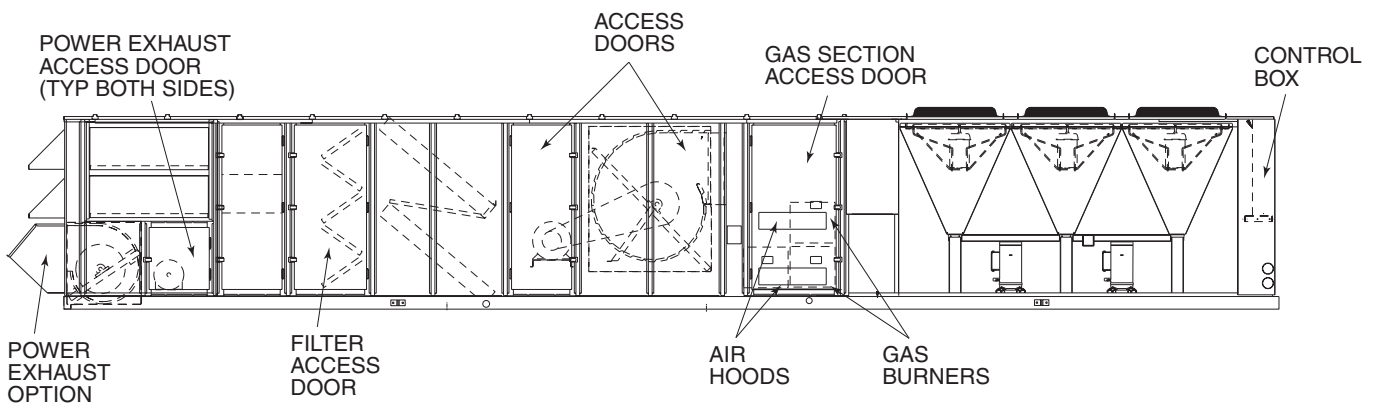 POWER EXHAUST
ACCESS DOOR
(TYP BOTH SIDES)
ACCESS
DOORS
GAS SECTION
ACCESS DOOR
CONTROL
BOX
POWER
EXHAUST
OPTION
FILTER
ACCESS
DOOR
AIR
HOODS
GAS
BURNERS